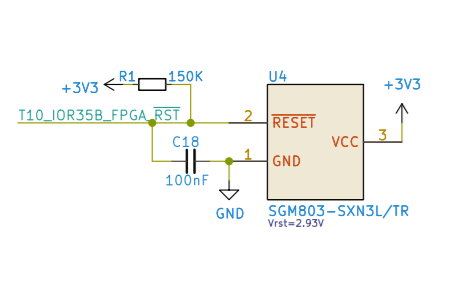 R1 150K
+3V3
U4
+3V3
T10_IOR35B_FPGA_RST
2
RESET
3
VCC
C18
100nF
1
GND
GND
SGM803-SXN3L/TR
Vrst=2.93V